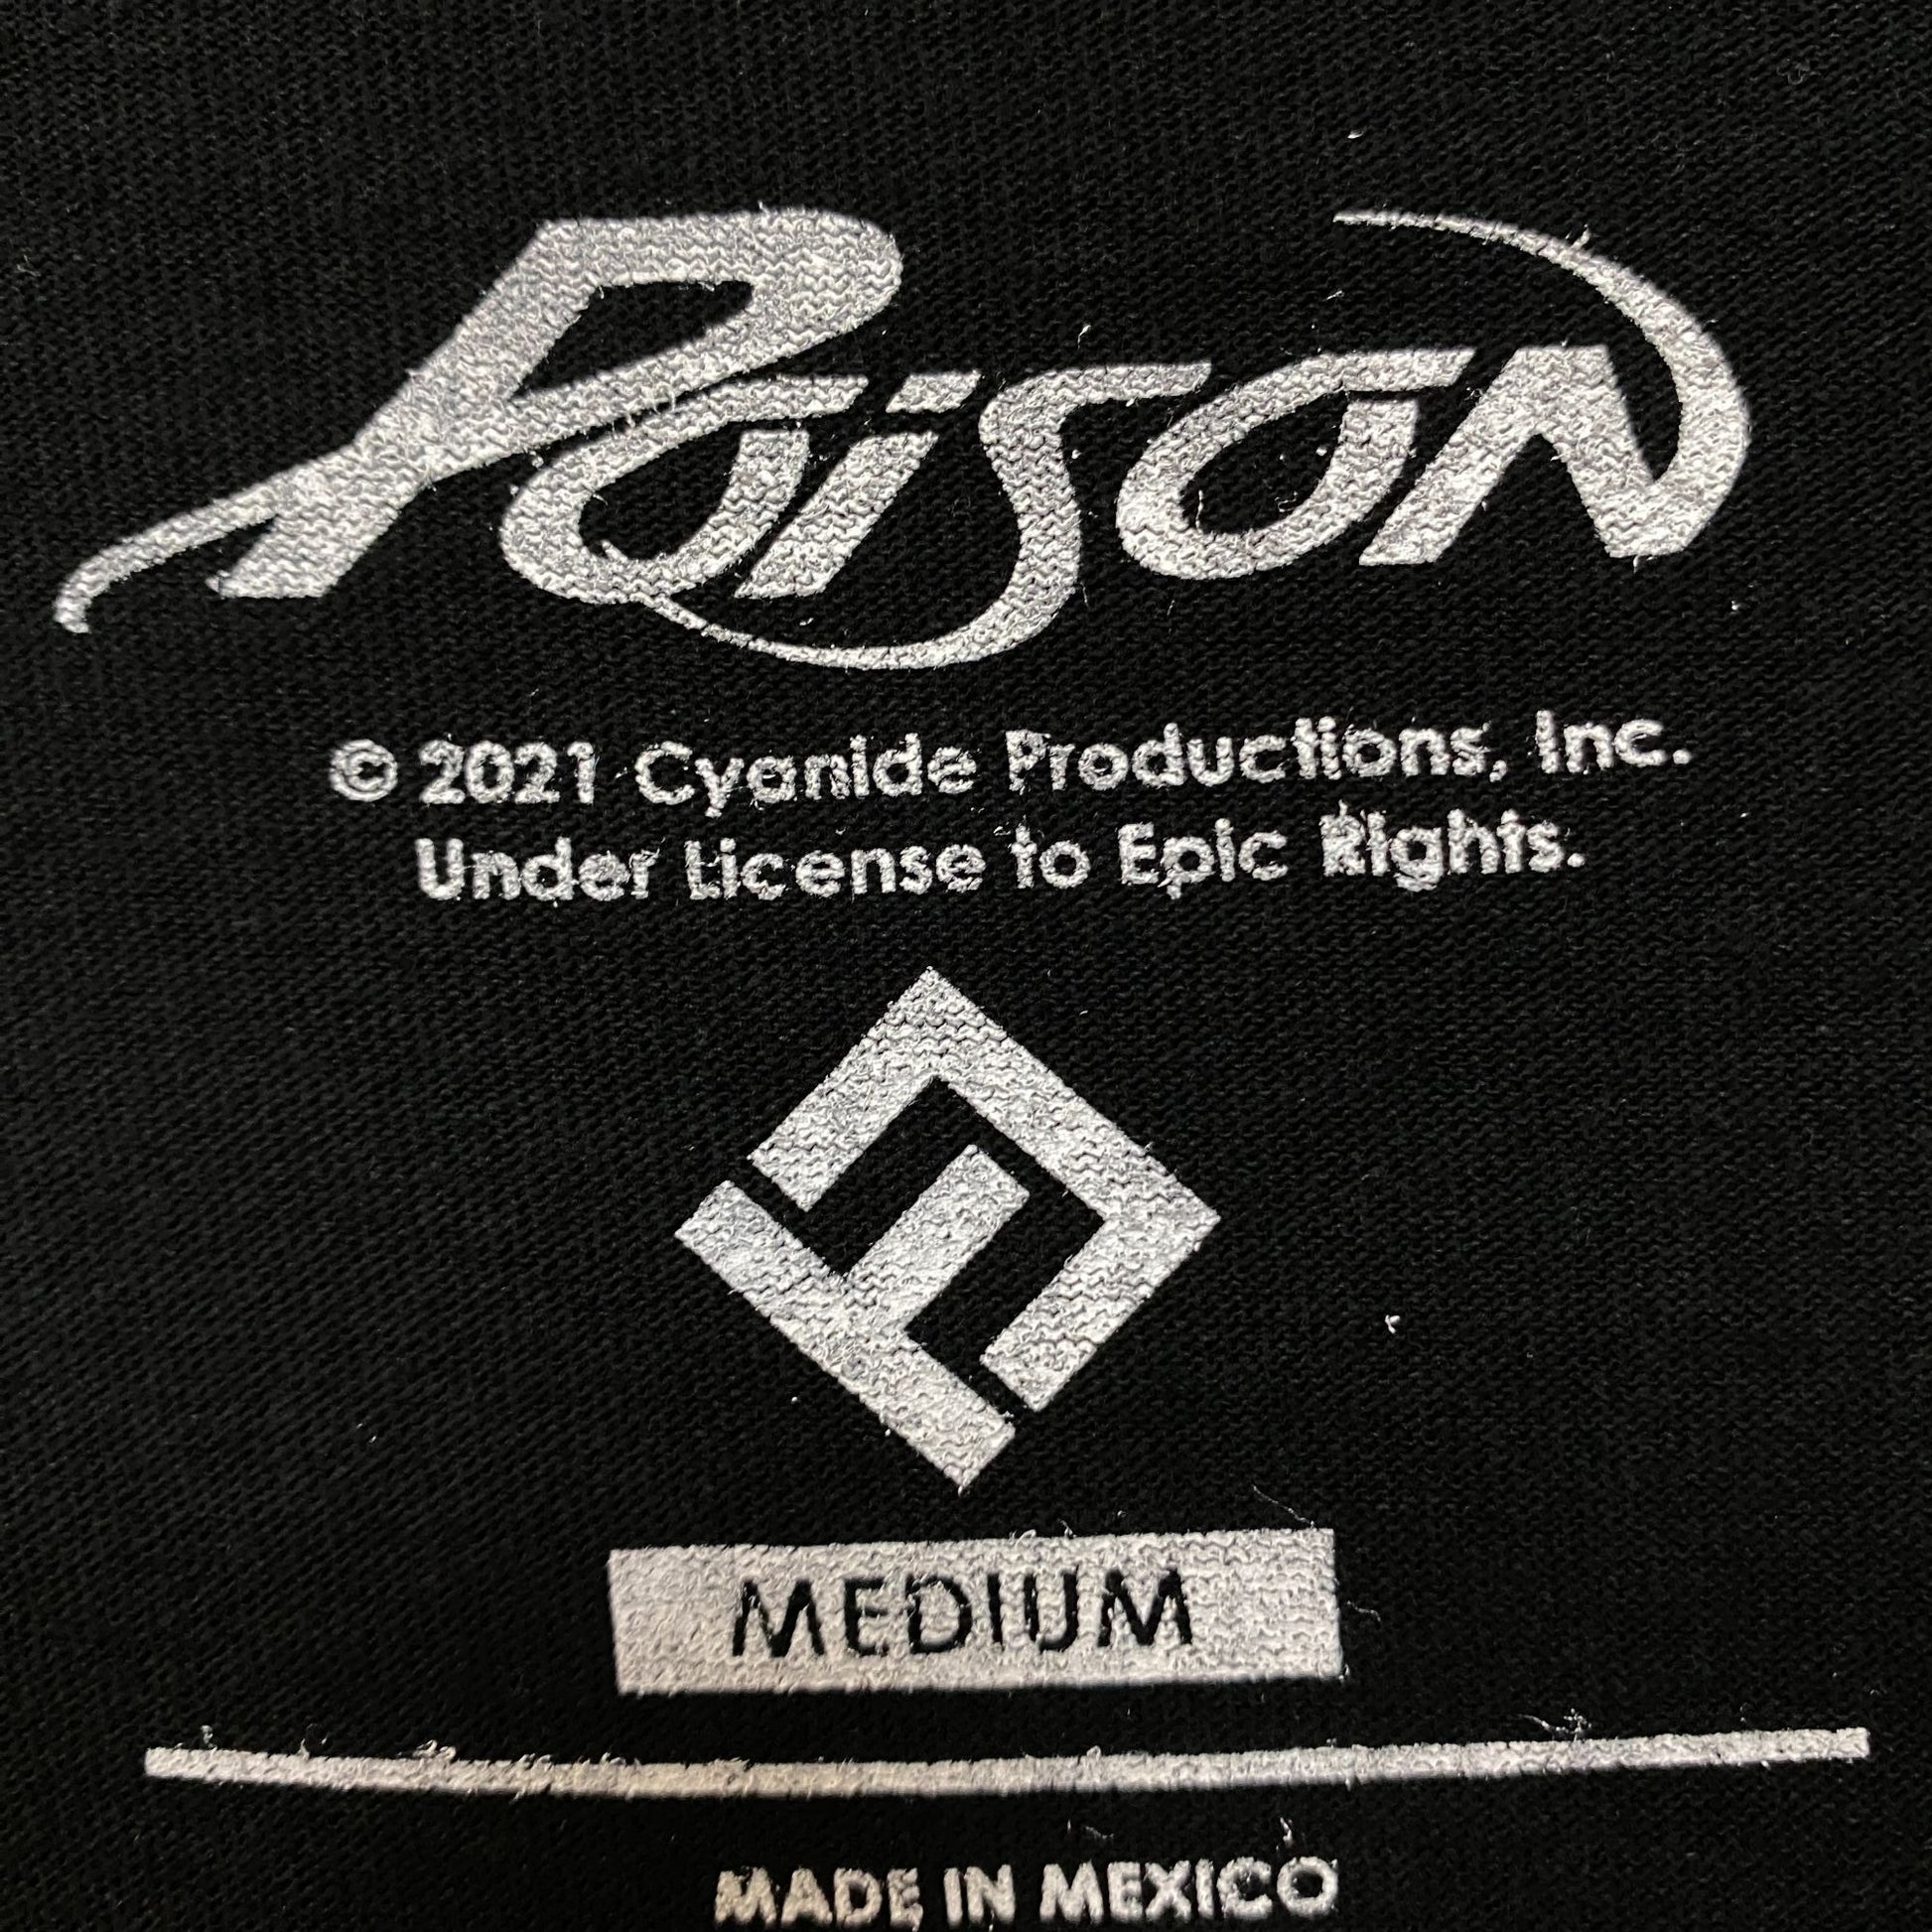 Poison
© 2021 Cyanide Productions, Inc.
Under License to Epic Rights.
MEDIUM
MADE IN MEXICO